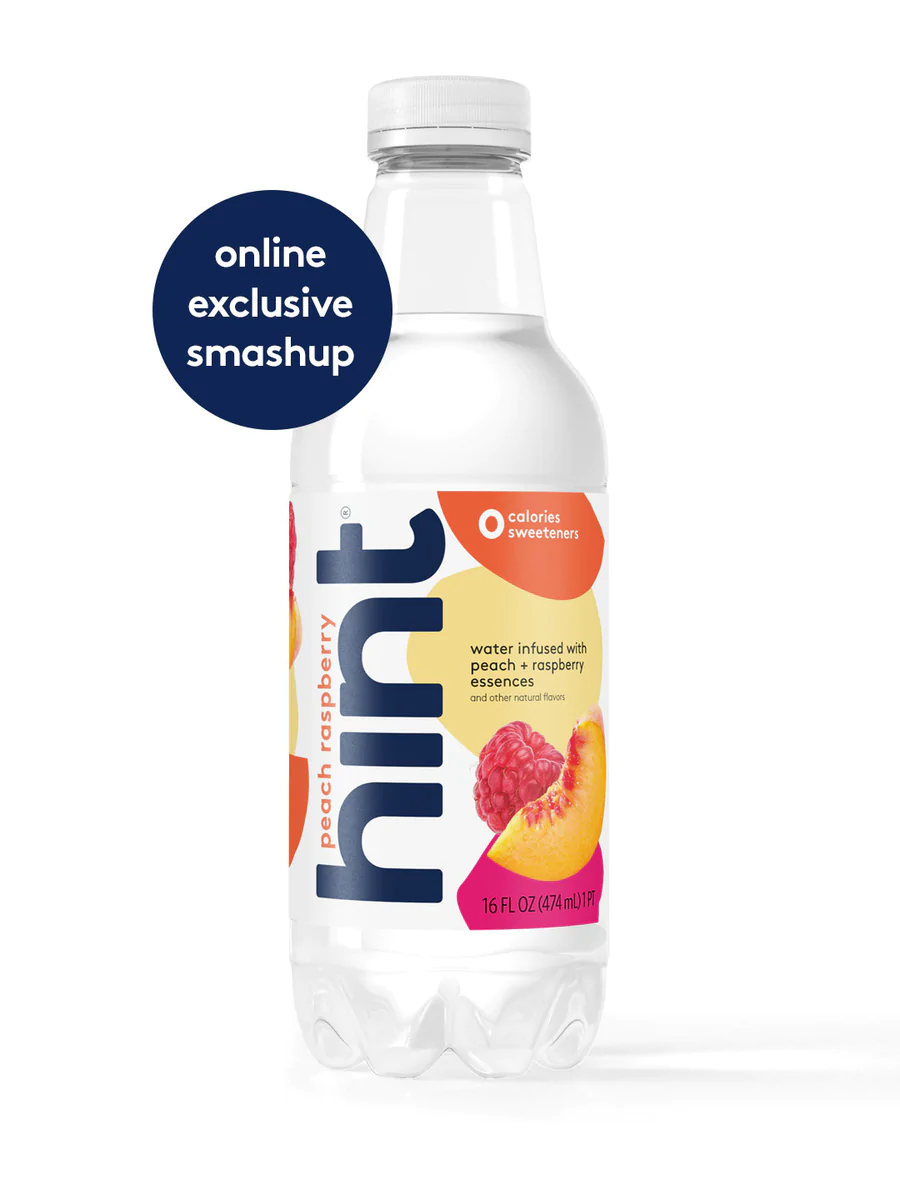 online
exclusive
smashup
0 calories
sweeteners
hint®
peach raspberry
water infused with
peach + raspberry
essences
and other natural flavors
16 FL OZ (474 mL) 1 PT